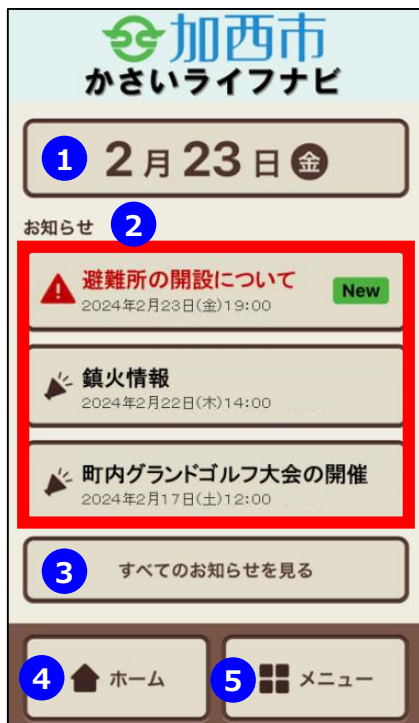 加西市
かさいライフナビ
1 2月23日 金
お知らせ 2
避難所の開設について New
2024年2月23日(金)19:00
鎮火情報
2024年2月22日(木)14:00
町内グランドゴルフ大会の開催
2024年2月17日(土)12:00
3 すべてのお知らせを見る
4 ホーム 5 メニュー